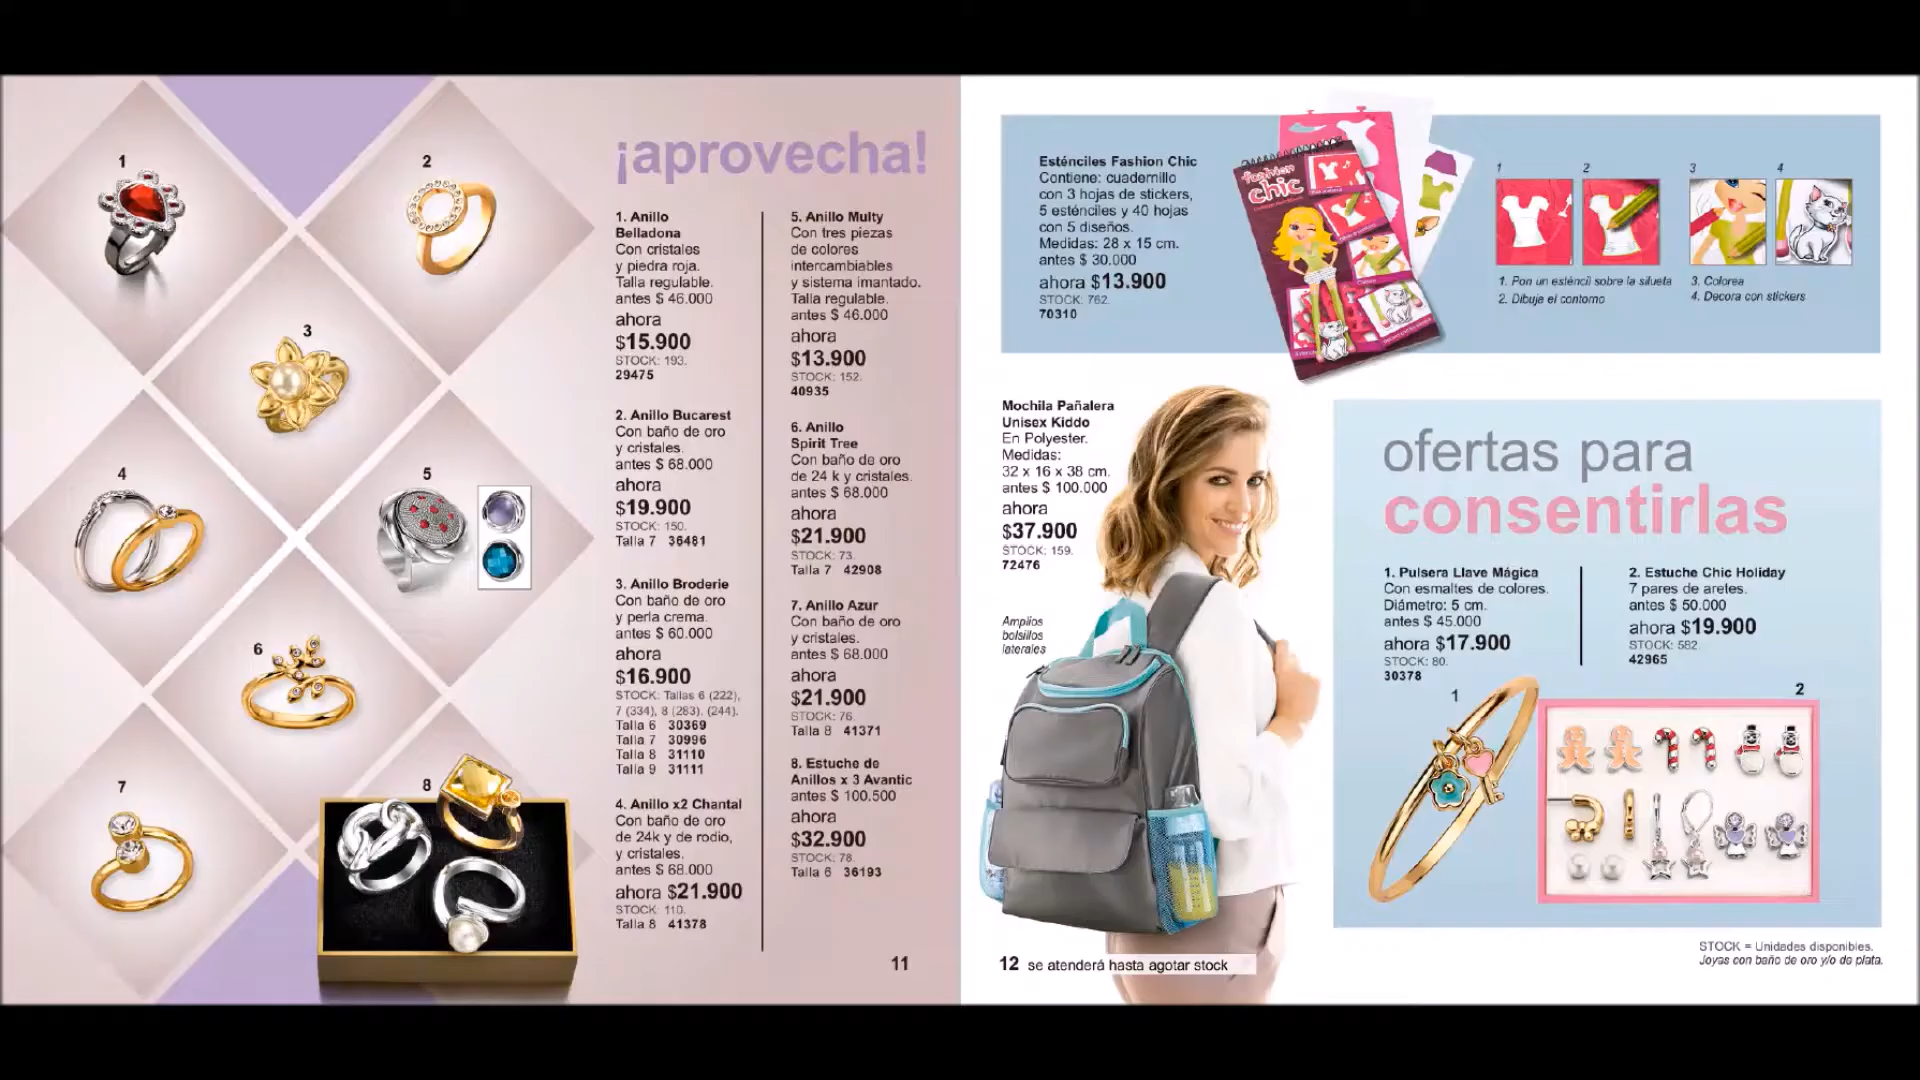 ¡aprovecha!
1
2
3
4
5
6
7
8
1. Anillo
Belladona
Con cristales
y piedra roja.
Talla regulable.
antes $ 46.000
ahora
$15.900
STOCK: 193.
29475
2. Anillo Bucarest
Con baño de oro
y cristales.
antes $ 68.000
ahora
$19.900
STOCK: 150.
Talla 7 36481
3. Anillo Broderie
Con baño de oro
y perla crema.
antes $ 60.000
ahora
$16.900
STOCK: Tallas 6 (222),
7 (334), 8 (283), (244).
Talla 6 30369
Talla 7 30996
Talla 8 31110
Talla 9 31111
4. Anillo x2 Chantal
Con baño de oro
de 24k y de rodio,
y cristales.
antes $ 68.000
ahora $21.900
STOCK: 110.
Talla 8 41378
5. Anillo Multy
Con tres piezas
de colores
intercambiables
y sistema imantado.
Talla regulable.
antes $ 46.000
ahora
$13.900
STOCK: 152.
40935
6. Anillo
Spirit Tree
Con baño de oro
de 24 k y cristales.
antes $ 68.000
ahora
$21.900
STOCK: 73.
Talla 7 42908
7. Anillo Azur
Con baño de oro
y cristales.
antes $ 68.000
ahora
$21.900
STOCK: 76.
Talla 8 41371
8. Estuche de
Anillos x 3 Avantic
antes $ 100.500
ahora
$32.900
STOCK: 78.
Talla 6 36193
11
Esténciles Fashion Chic
Contiene: cuadernillo
con 3 hojas de stickers,
5 esténciles y 40 hojas
con 5 diseños.
Medidas: 28 x 15 cm.
antes $ 30.000
ahora $13.900
STOCK: 762.
70310
fashion
chic
1
2
3
4
1. Pon un esténcil sobre la silueta
2. Dibuje el contorno
3. Colorea
4. Decora con stickers
Mochila Pañalera
Unisex Kiddo
En Polyester.
Medidas:
32 x 16 x 38 cm.
antes $ 100.000
ahora
$37.900
STOCK: 159.
72476
Amplios
bolsillos
laterales
ofertas para
consentirlas
1. Pulsera Llave Mágica
Con esmaltes de colores.
Diámetro: 5 cm.
antes $ 45.000
ahora $17.900
STOCK: 80.
30378
2. Estuche Chic Holiday
7 pares de aretes.
antes $ 50.000
ahora $19.900
STOCK: 582.
42965
1
2
STOCK = Unidades disponibles.
Joyas con baño de oro y/o de plata.
12 se atenderá hasta agotar stock